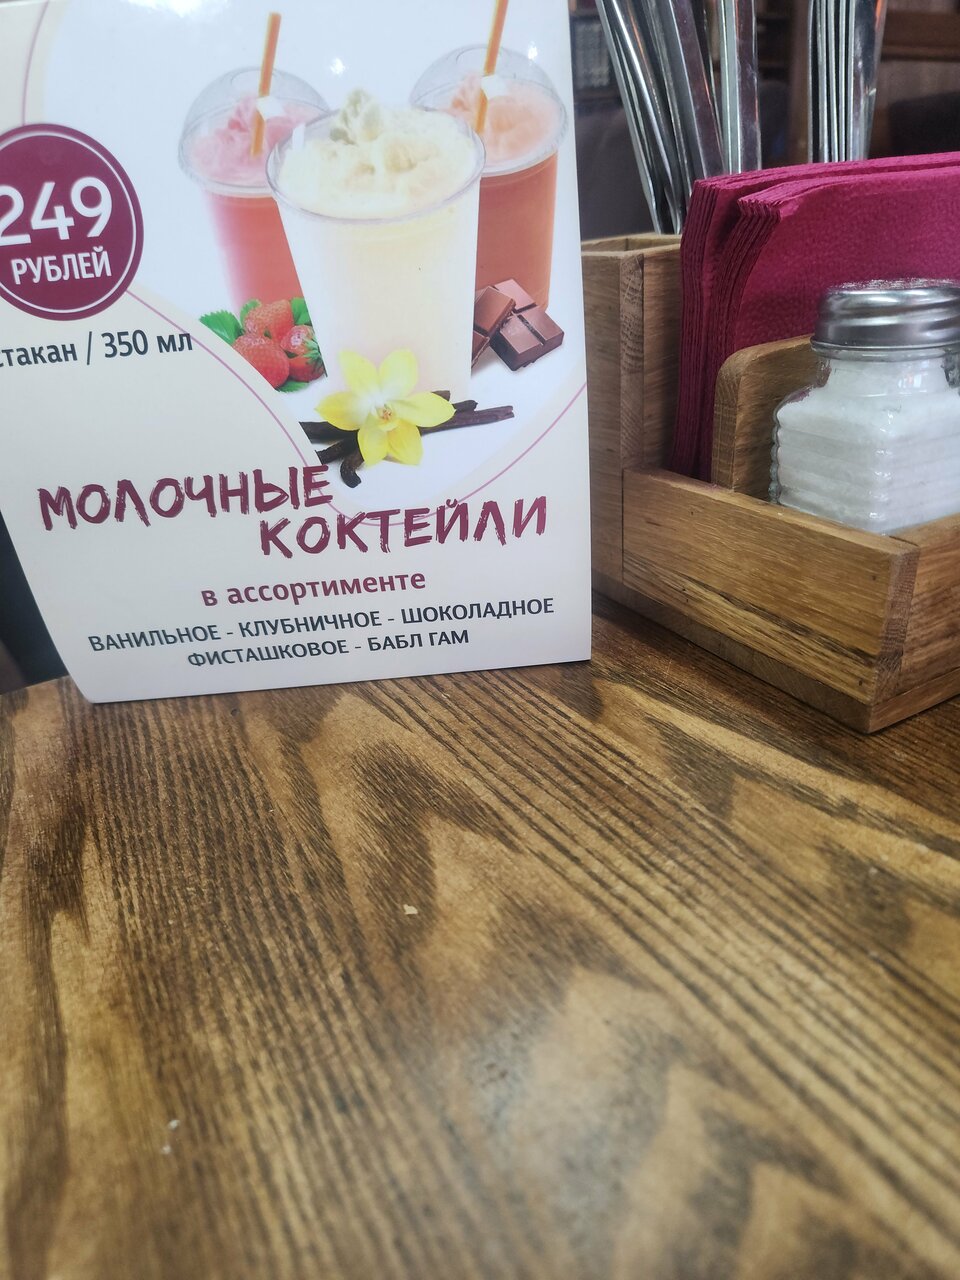 249
РУБЛЕЙ
стакан / 350 мл
МОЛОЧНЫЕ
КОКТЕЙЛИ
в ассортименте
ВАНИЛЬНОЕ - КЛУБНИЧНОЕ - ШОКОЛАДНОЕ
ФИСТАШКОВОЕ - БАБЛ ГАМ